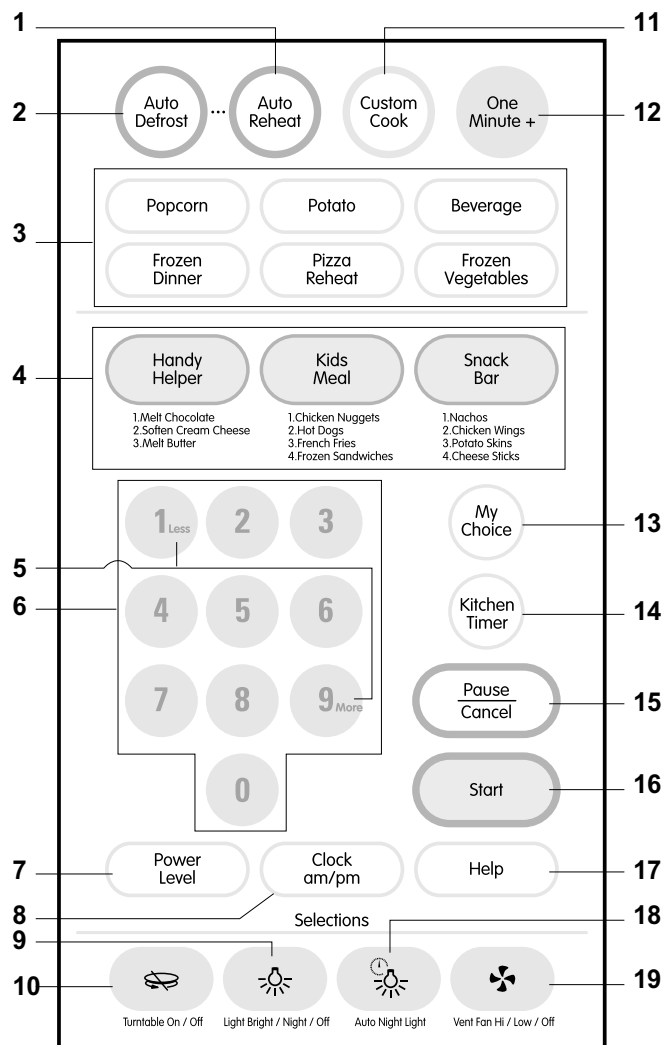 1
11
2
Auto
Defrost
...
Auto
Reheat
Custom
Cook
One
Minute +
12
3
Popcorn
Potato
Beverage
Frozen
Dinner
Pizza
Reheat
Frozen
Vegetables
4
Handy
Helper
Kids
Meal
Snack
Bar
1.Melt Chocolate
2.Soften Cream Cheese
3.Melt Butter
1.Chicken Nuggets
2.Hot Dogs
3.French Fries
4.Frozen Sandwiches
1.Nachos
2.Chicken Wings
3.Potato Skins
4.Cheese Sticks
1 Less
2
3
My
Choice
13
5
6
4
5
6
Kitchen
Timer
14
7
8
9 More
Pause
Cancel
15
0
Start
16
7
Power
Level
Clock
am/pm
Help
17
8
Selections
18
9
10
19
Turntable On / Off
Light Bright / Night / Off
Auto Night Light
Vent Fan Hi / Low / Off